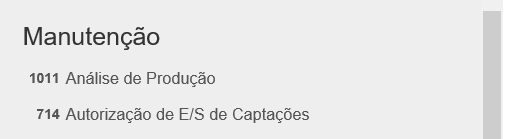 Manutenção
1011 Análise de Produção
714 Autorização de E/S de Captações